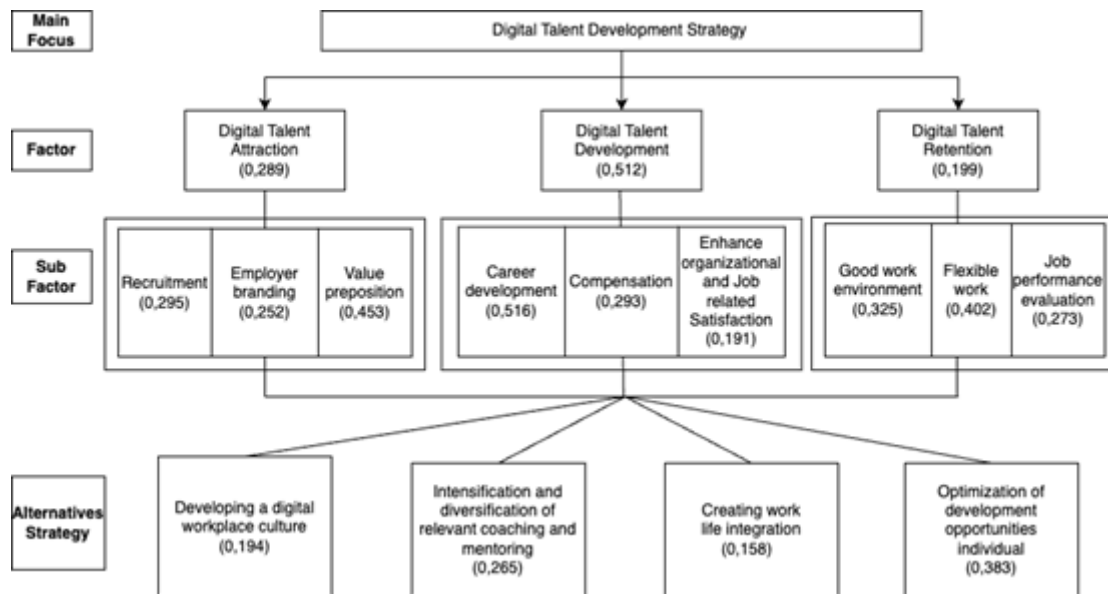 Main
Focus
Digital Talent Development Strategy
Factor
Digital Talent
Attraction
(0,289)
Digital Talent
Development
(0,512)
Digital Talent
Retention
(0,199)
Sub
Factor
Recruitment
(0,295)
Employer
branding
(0,252)
Value
preposition
(0,453)
Career
development
(0,516)
Compensation
(0,293)
Enhance
organizational
and Job
related
Satisfaction
(0,191)
Good work
environment
(0,325)
Flexible
work
(0,402)
Job
performance
evaluation
(0,273)
Alternatives
Strategy
Developing a digital
workplace culture
(0,194)
Intensification and
diversification of
relevant coaching and
mentoring
(0,265)
Creating work
life integration
(0,158)
Optimization of
development
opportunities
individual
(0,383)